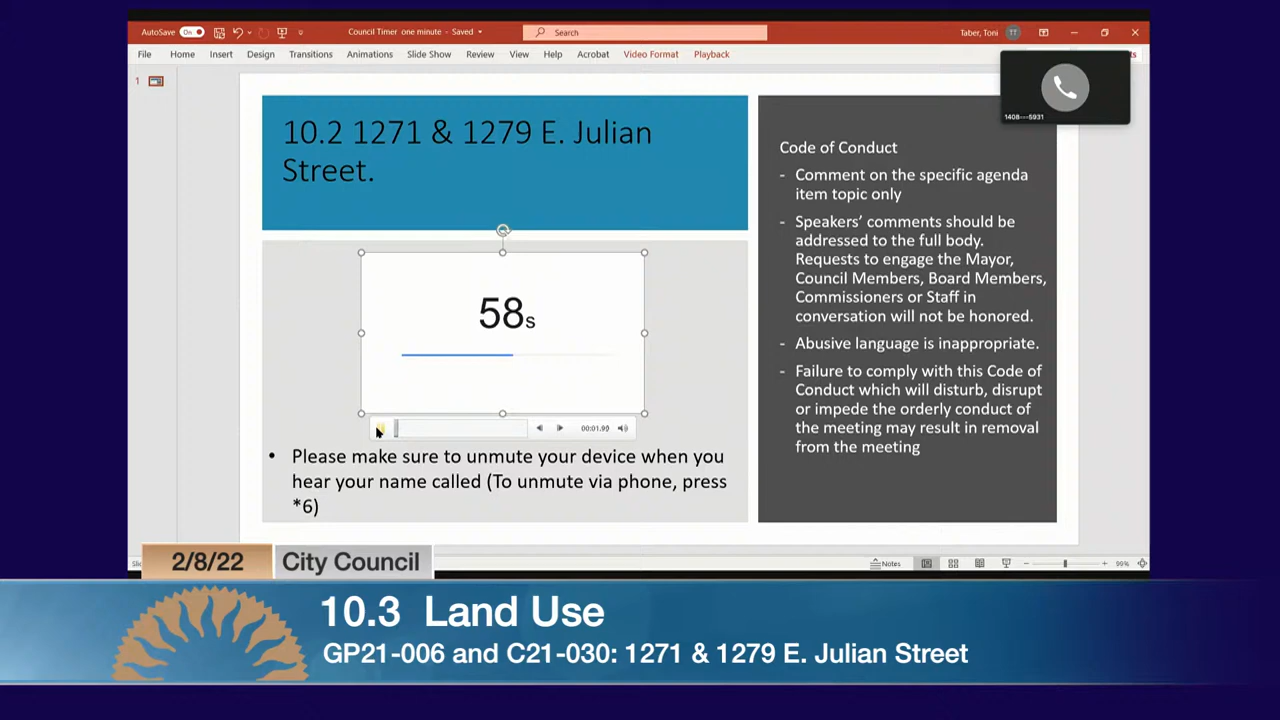 AutoSave On
Council Timer one minute - Saved
Search
Taber, Toni
TT
File Home Insert Design Transitions Animations Slide Show Review View Help Acrobat Video Format Playback
1
1408---5931
10.2 1271 & 1279 E. Julian
Street.
58s
00:01.90
• Please make sure to unmute your device when you
hear your name called (To unmute via phone, press
*6)
Code of Conduct
- Comment on the specific agenda
item topic only
- Speakers’ comments should be
addressed to the full body.
Requests to engage the Mayor,
Council Members, Board Members,
Commissioners or Staff in
conversation will not be honored.
- Abusive language is inappropriate.
- Failure to comply with this Code of
Conduct which will disturb, disrupt
or impede the orderly conduct of
the meeting may result in removal
from the meeting
Notes
99%
2/8/22 City Council
10.3 Land Use
GP21-006 and C21-030: 1271 & 1279 E. Julian Street